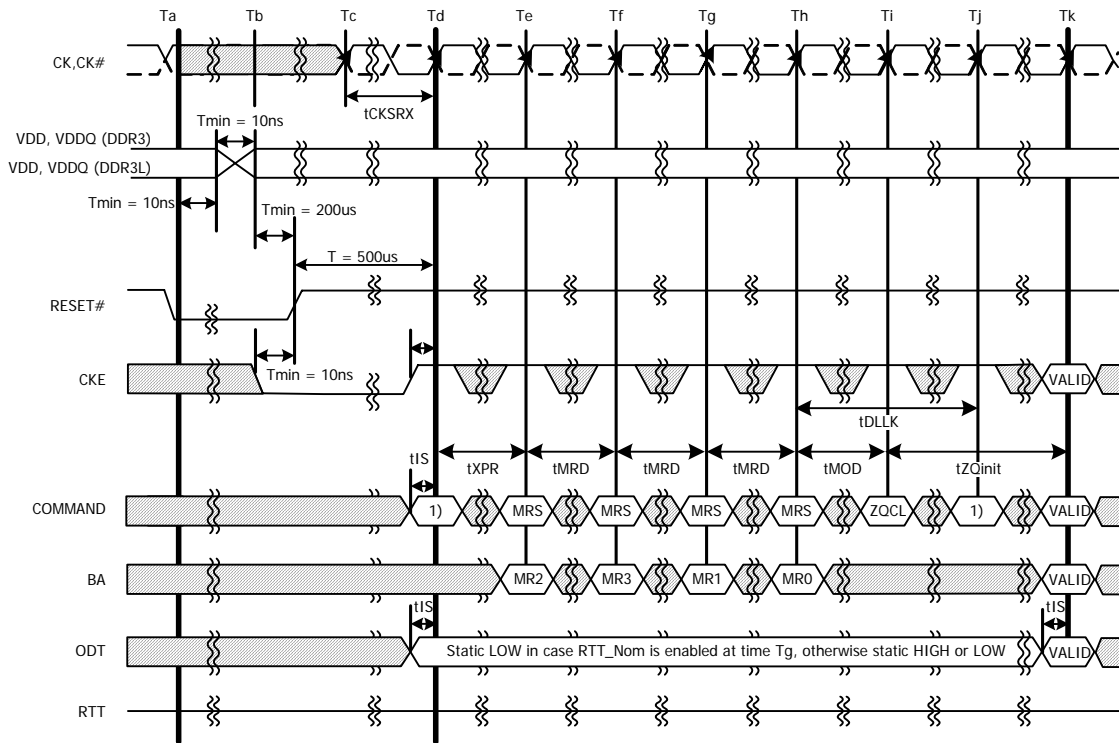 Ta Tb Tc Td Te Tf Tg Th Ti Tj Tk
CK,CK#
tCKSRX
Tmin = 10ns
VDD, VDDQ (DDR3)
VDD, VDDQ (DDR3L)
Tmin = 10ns
Tmin = 200us
T = 500us
RESET#
Tmin = 10ns
CKE VALID
tDLLK
tIS tXPR tMRD tMRD tMRD tMOD tZQinit
COMMAND 1) MRS MRS MRS MRS ZQCL 1) VALID
BA MR2 MR3 MR1 MR0 VALID
tIS tIS
ODT Static LOW in case RTT_Nom is enabled at time Tg, otherwise static HIGH or LOW VALID
RTT